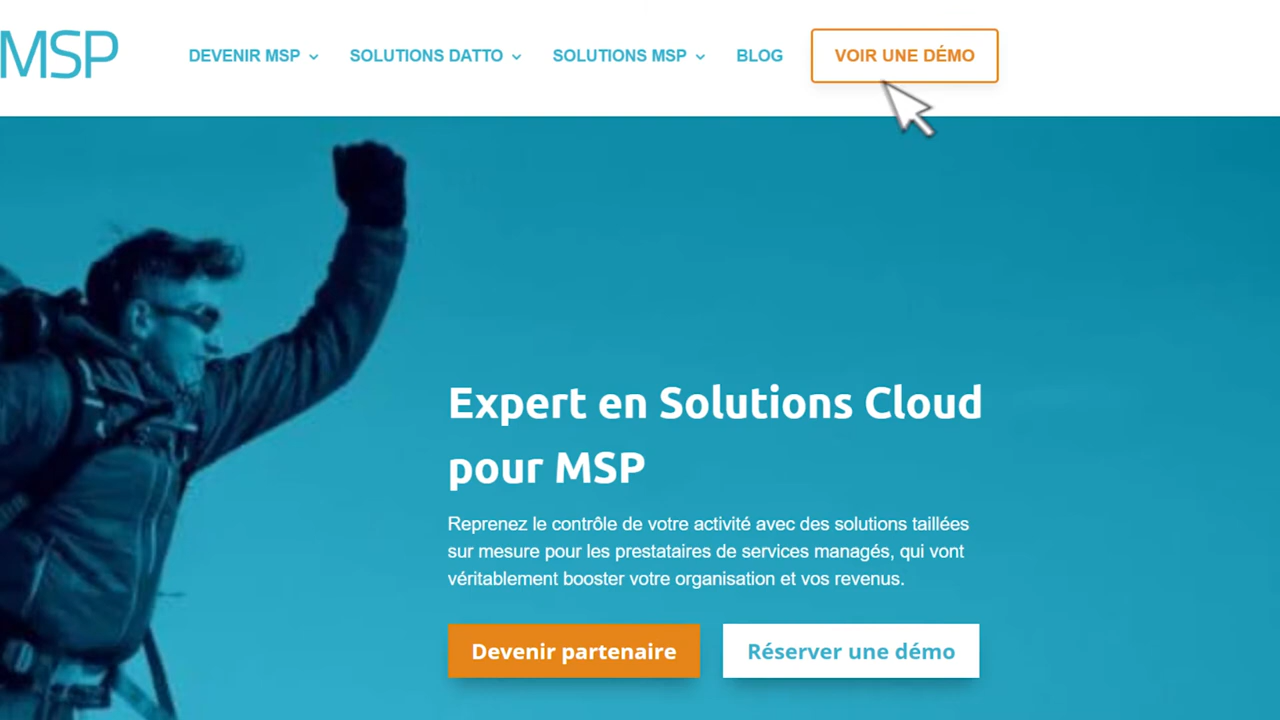 MSP
DEVENIR MSP
SOLUTIONS DATTO
SOLUTIONS MSP
BLOG
VOIR UNE DÉMO
Expert en Solutions Cloud
pour MSP
Reprenez le contrôle de votre activité avec des solutions taillées
sur mesure pour les prestataires de services managés, qui vont
véritablement booster votre organisation et vos revenus.
Devenir partenaire
Réserver une démo